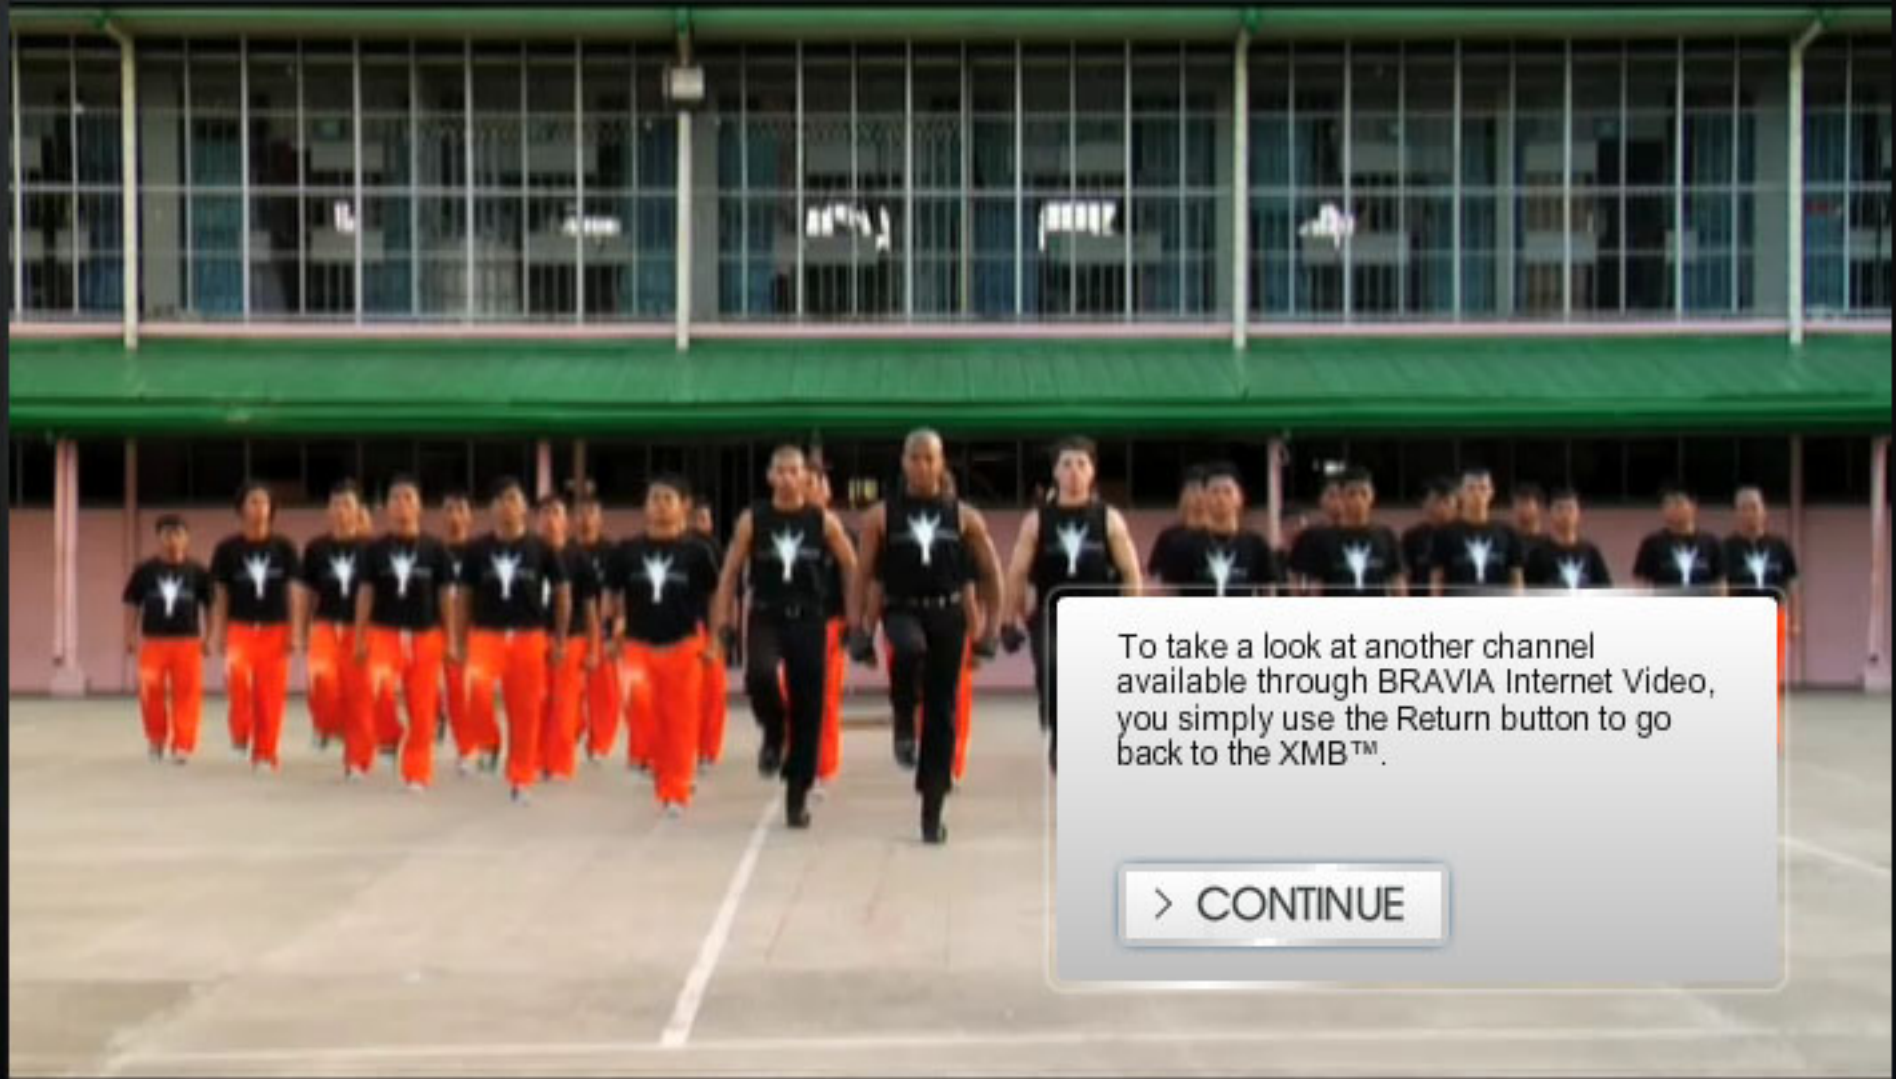 To take a look at another channel
available through BRAVIA Internet Video,
you simply use the Return button to go
back to the XMB™.
> CONTINUE